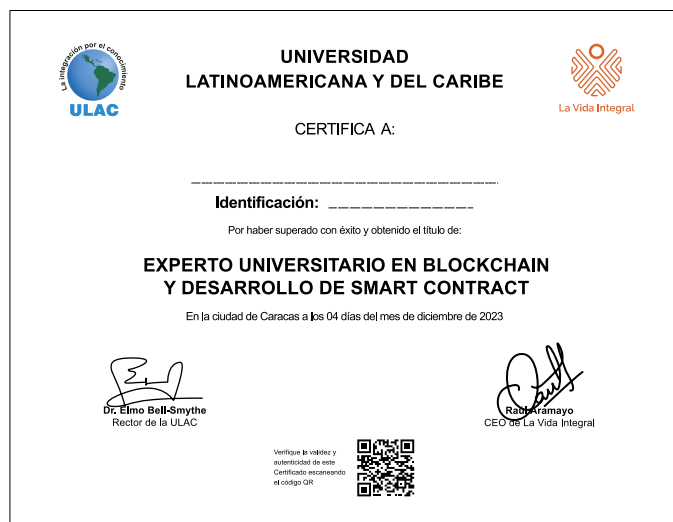 La integración por el conocimiento
ULAC
UNIVERSIDAD
LATINOAMERICANA Y DEL CARIBE
La Vida Integral
CERTIFICA A:
Identificación:
Por haber superado con éxito y obtenido el título de:
EXPERTO UNIVERSITARIO EN BLOCKCHAIN
Y DESARROLLO DE SMART CONTRACT
En la ciudad de Caracas a los 04 días del mes de diciembre de 2023
Dr. Elmo Bell-Smythe
Rector de la ULAC
Raúl Aramayo
CEO de La Vida Integral
Verifique la validez y
autenticidad de este
Certificado escaneando
el código QR